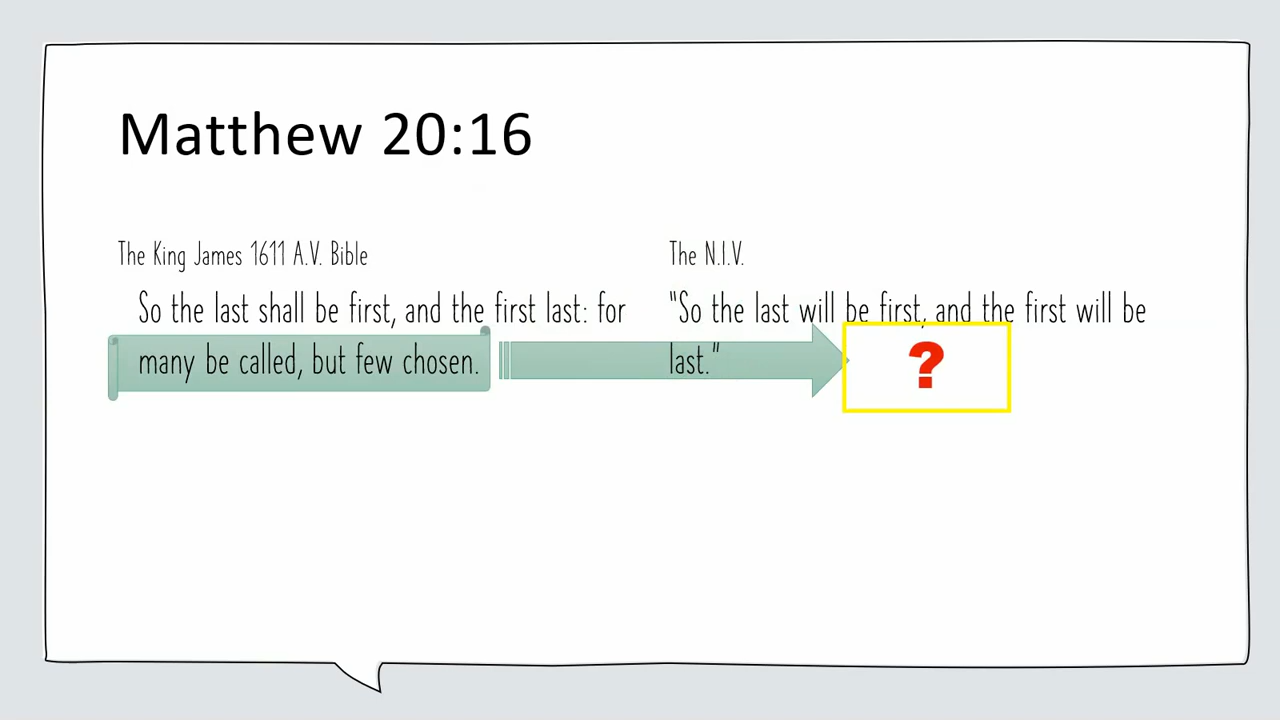 Matthew 20:16
The King James 1611 A.V. Bible
So the last shall be first, and the first last: for
many be called, but few chosen.
The N.I.V.
"So the last will be first, and the first will be
last."
?